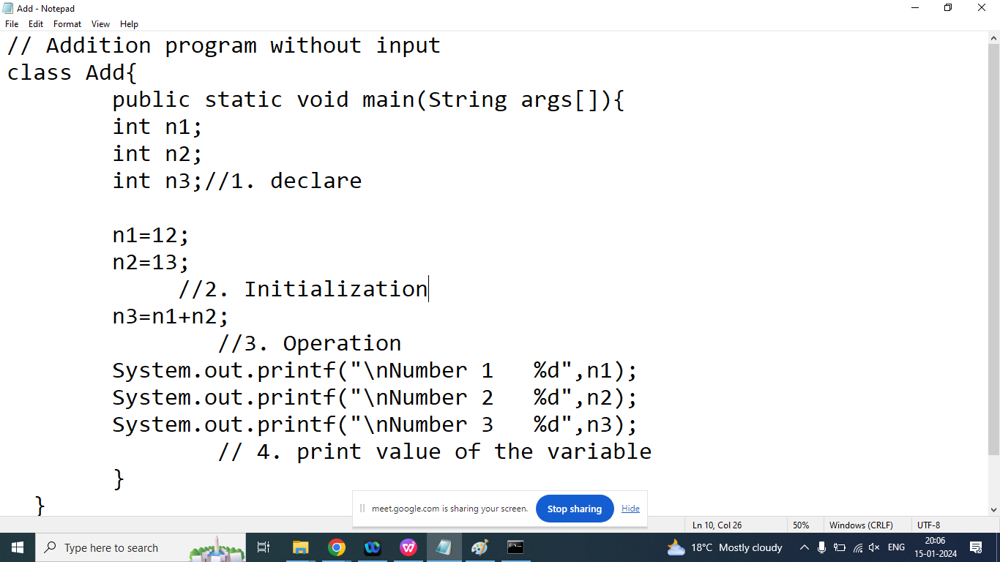 Add - Notepad
File Edit Format View Help
// Addition program without input
class Add{
public static void main(String args[]){
int n1;
int n2;
int n3;//1. declare
n1=12;
n2=13;
//2. Initialization
n3=n1+n2;
//3. Operation
System.out.printf("\nNumber 1   %d",n1);
System.out.printf("\nNumber 2   %d",n2);
System.out.printf("\nNumber 3   %d",n3);
// 4. print value of the variable
}
}
meet.google.com is sharing your screen. Stop sharing Hide
Ln 10, Col 26 50% Windows (CRLF) UTF-8
Type here to search 18°C Mostly cloudy ENG 20:06
15-01-2024